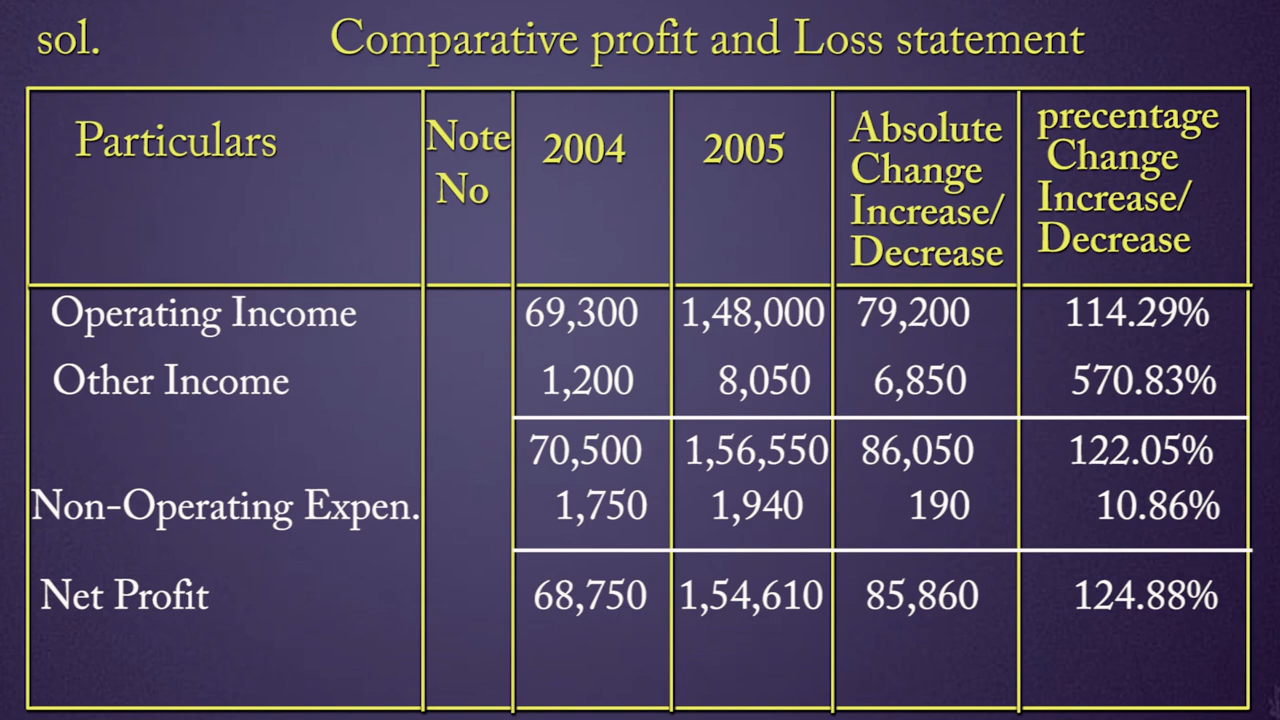 sol. Comparative profit and Loss statement
Particulars Note No 2004 2005 Absolute Change Increase/ Decrease precentage Change Increase/ Decrease
Operating Income 69,300 1,48,000 79,200 114.29%
Other Income 1,200 8,050 6,850 570.83%
70,500 1,56,550 86,050 122.05%
Non-Operating Expen. 1,750 1,940 190 10.86%
Net Profit 68,750 1,54,610 85,860 124.88%